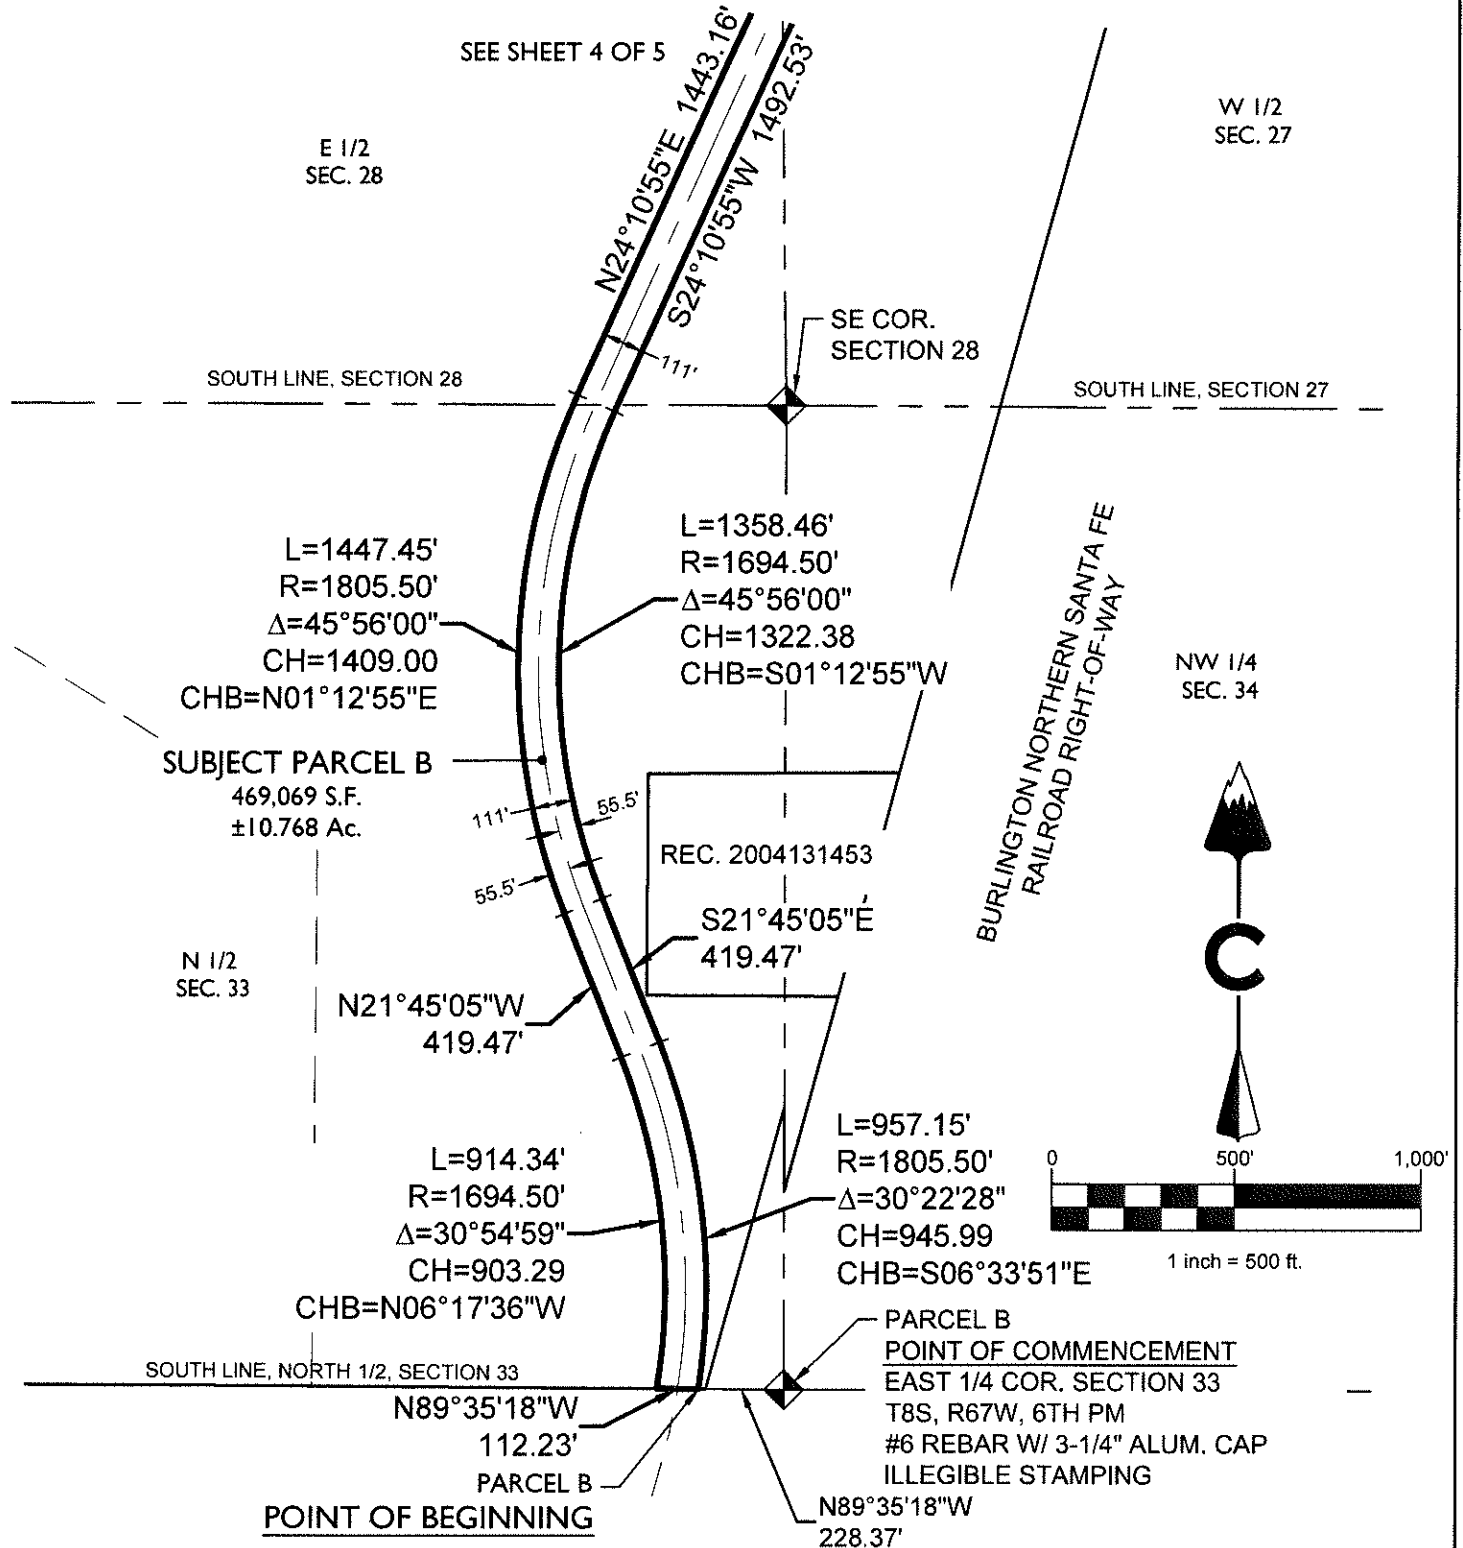 SEE SHEET 4 OF 5
N24°10'55"E 1443.16'
S24°10'55"W 1492.53'
W 1/2
SEC. 27
E 1/2
SEC. 28
SE COR.
SECTION 28
111'
SOUTH LINE, SECTION 28
SOUTH LINE, SECTION 27
L=1447.45'
R=1805.50'
Δ=45°56'00"
CH=1409.00
CHB=N01°12'55"E
L=1358.46'
R=1694.50'
Δ=45°56'00"
CH=1322.38
CHB=S01°12'55"W
BURLINGTON NORTHERN SANTA FE
RAILROAD RIGHT-OF-WAY
NW 1/4
SEC. 34
SUBJECT PARCEL B
469,069 S.F.
±10.768 Ac.
111'
55.5'
55.5'
REC. 2004131453
S21°45'05"E
419.47'
N 1/2
SEC. 33
N21°45'05"W
419.47'
C
L=914.34'
R=1694.50'
Δ=30°54'59"
CH=903.29
CHB=N06°17'36"W
L=957.15'
R=1805.50'
Δ=30°22'28"
CH=945.99
CHB=S06°33'51"E
0 500' 1,000'
1 inch = 500 ft.
SOUTH LINE, NORTH 1/2, SECTION 33
N89°35'18"W
112.23'
PARCEL B
POINT OF BEGINNING
PARCEL B
POINT OF COMMENCEMENT
EAST 1/4 COR. SECTION 33
T8S, R67W, 6TH PM
#6 REBAR W/ 3-1/4" ALUM. CAP
ILLEGIBLE STAMPING
N89°35'18"W
228.37'